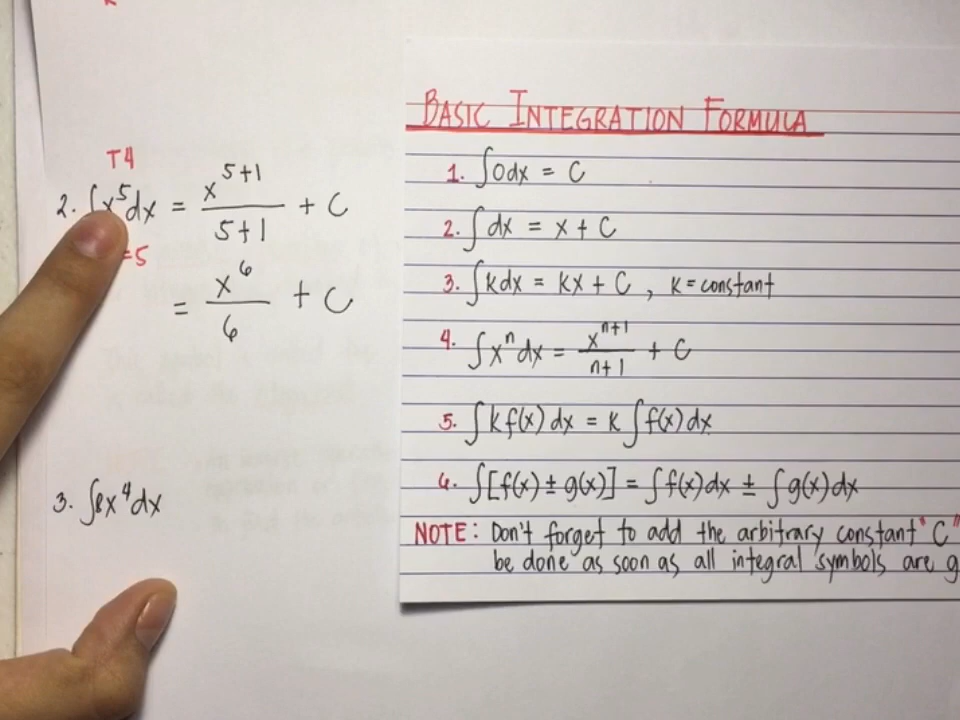 T4
2. ∫x⁵dx = x⁵⁺¹/5+1 + C
=5
= x⁶/6 + C
3. ∫8x⁴dx
BASIC INTEGRATION FORMULA
1. ∫0dx = C
2. ∫dx = x + C
3. ∫kdx = kx + C , k = constant
4. ∫xⁿdx = xⁿ⁺¹/n+1 + C
5. ∫kf(x)dx = k∫f(x)dx
6. ∫[f(x) ± g(x)] = ∫f(x)dx ± ∫g(x)dx
NOTE: Don't forget to add the arbitrary constant "C"
be done as soon as all integral symbols are g